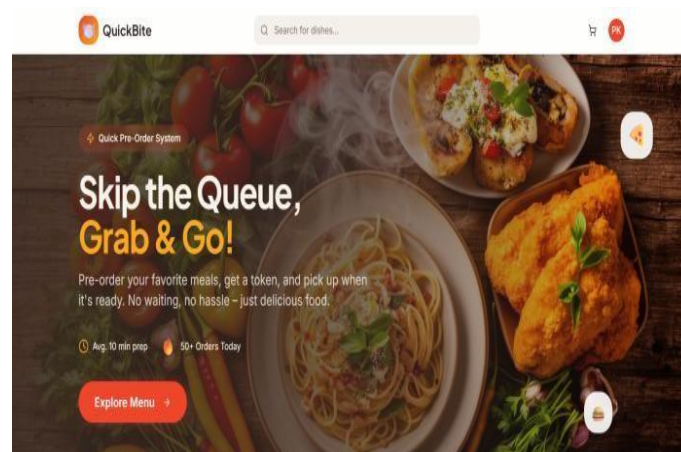 QuickBite
Search for dishes...
PK
Quick Pre-Order System
Skip the Queue,
Grab & Go!
Pre-order your favorite meals, get a token, and pick up when
it's ready. No waiting, no hassle – just delicious food.
Avg. 10 min prep
50+ Orders Today
Explore Menu →